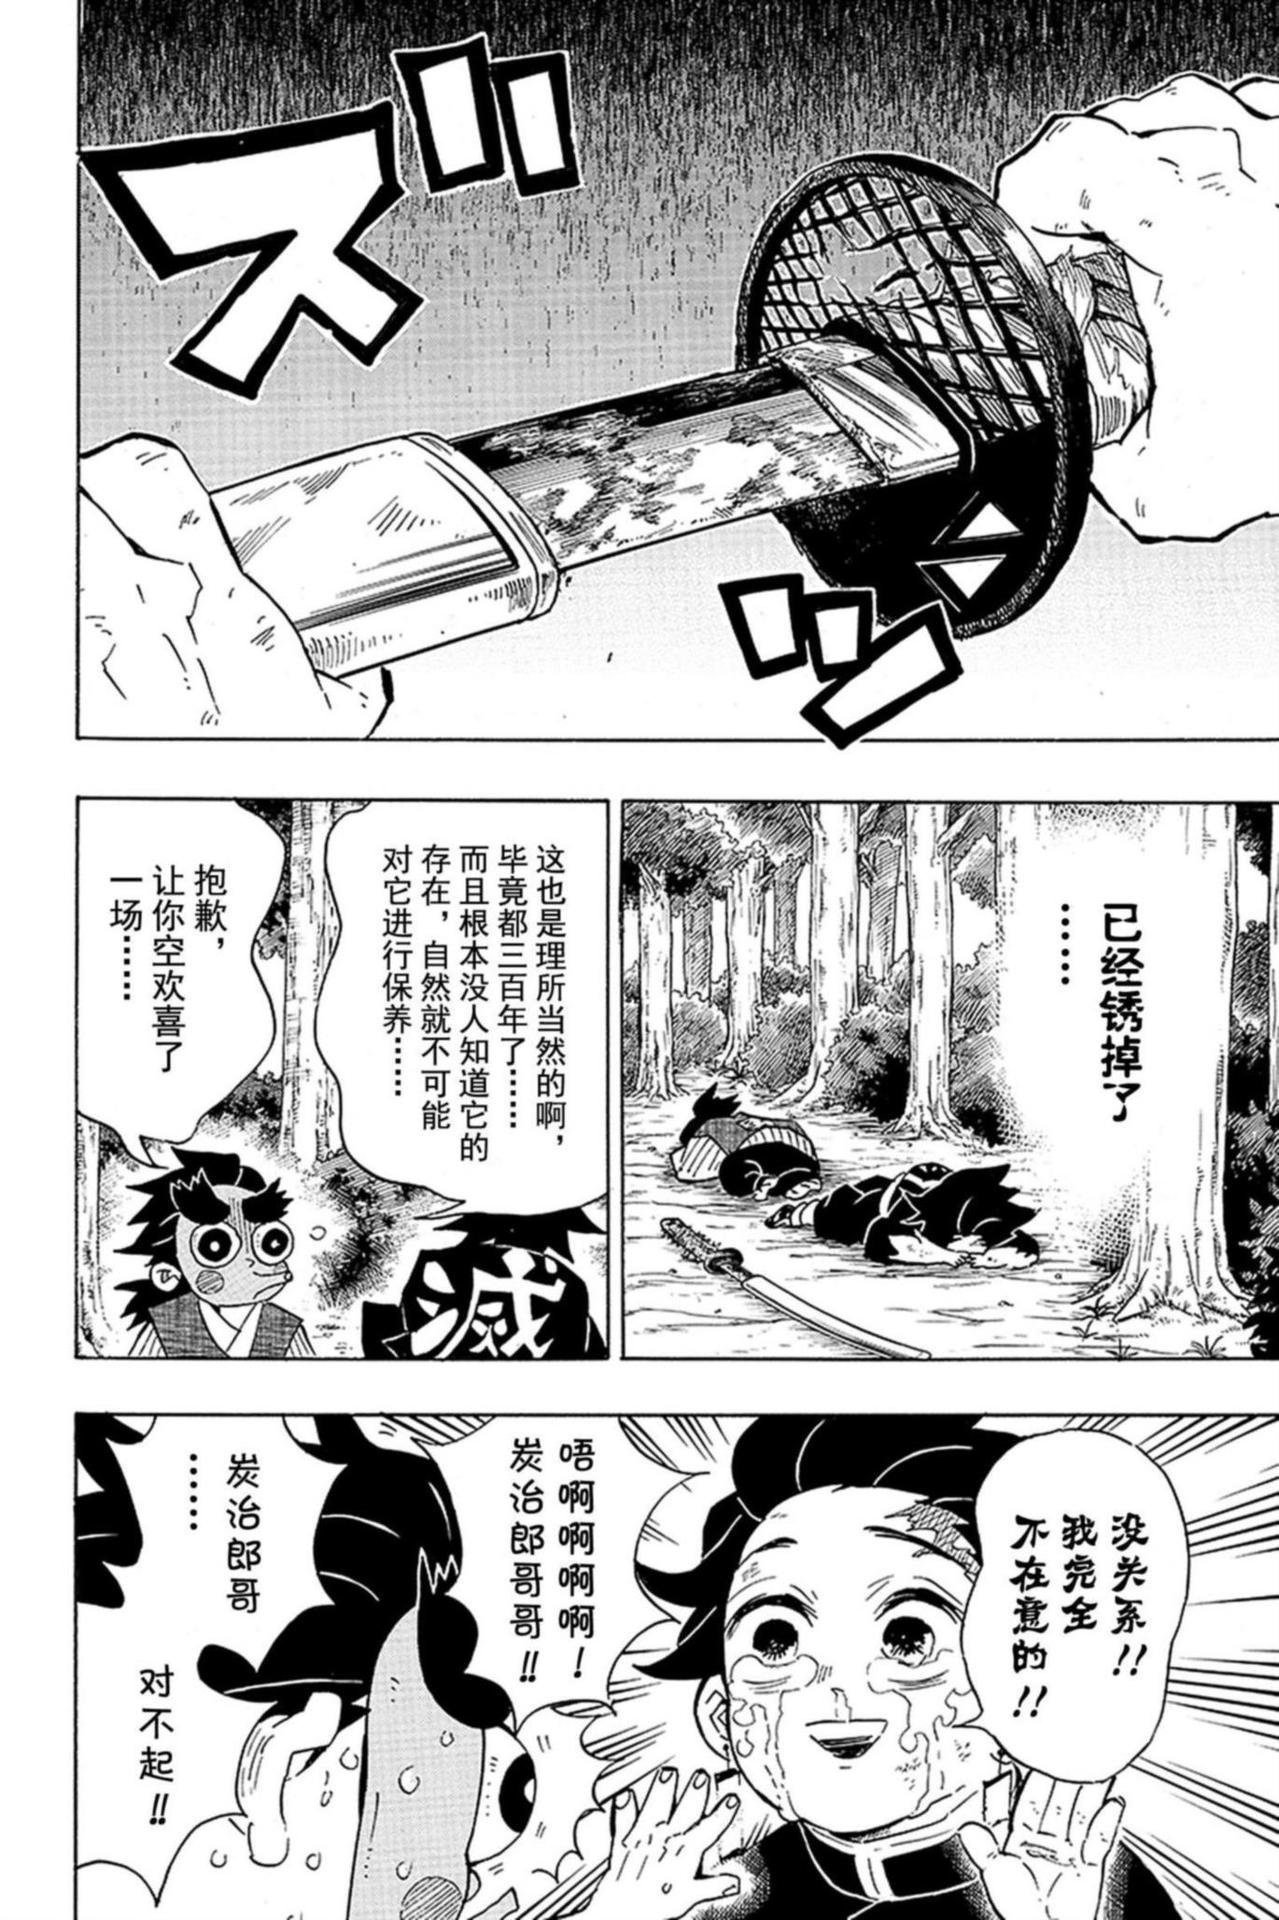 ズズッ
已经锈掉了
……
这也是理所当然的啊，
毕竟都三百年了……
而且根本没人知道它的
存在，自然就不可能
对它进行保养……
抱歉，
让你空欢喜了
一场……
滅
没关系！！
我完全
不在意的！！
唔啊啊啊啊！
炭治郎哥哥！！
炭治郎哥
……
对不起！！